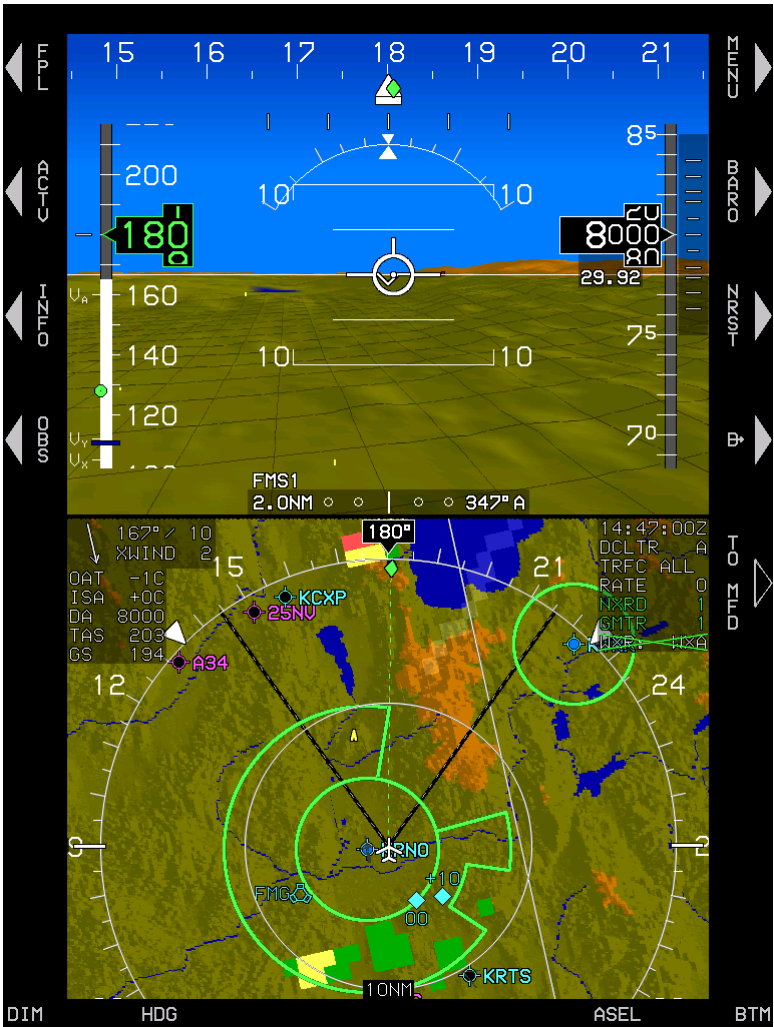 15 16 17 18 19 20 21
FPL
MENU
85
ACTV
200
BARO
10 10
180
8000
20
80
29.92
INFO
VA 160
NRST
75
140
10 10
OBS
120
VY
70
B
VX
FMS1
2.0NM 347°A
167°/ 10
XWIND 2
180°
14:47:00Z
DCLTR A
TRFC ALL
RATE 0
NXRD 1
GMTR 1
WXA
TO MFD
OAT -1C
ISA +0C
DA 8000
TAS 203
GS 194
15
21
KCXP
25NV
A34
12
24
KRNO
FMG
+10
00
KRTS
10NM
DIM HDG ASEL BTM